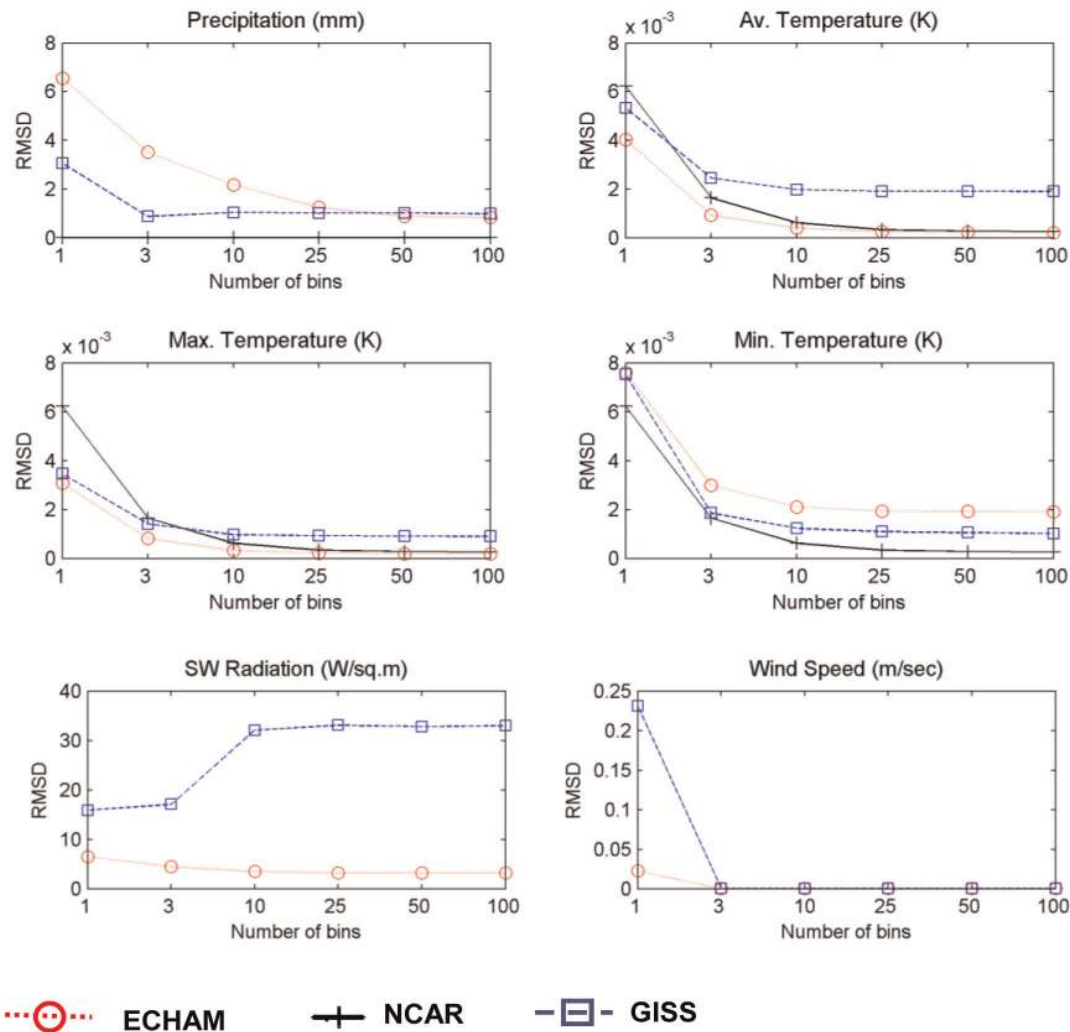 Precipitation (mm)
8
6
4
2
0
RMSD
1 3 10 25 50 100
Number of bins
x 10-3
Av. Temperature (K)
8
6
4
2
0
RMSD
1 3 10 25 50 100
Number of bins
x 10-3
Max. Temperature (K)
8
6
4
2
0
RMSD
1 3 10 25 50 100
Number of bins
x 10-3
Min. Temperature (K)
8
6
4
2
0
RMSD
1 3 10 25 50 100
Number of bins
SW Radiation (W/sq.m)
40
30
20
10
0
RMSD
1 3 10 25 50 100
Number of bins
Wind Speed (m/sec)
0.25
0.2
0.15
0.1
0.05
0
RMSD
1 3 10 25 50 100
Number of bins
ECHAM NCAR GISS